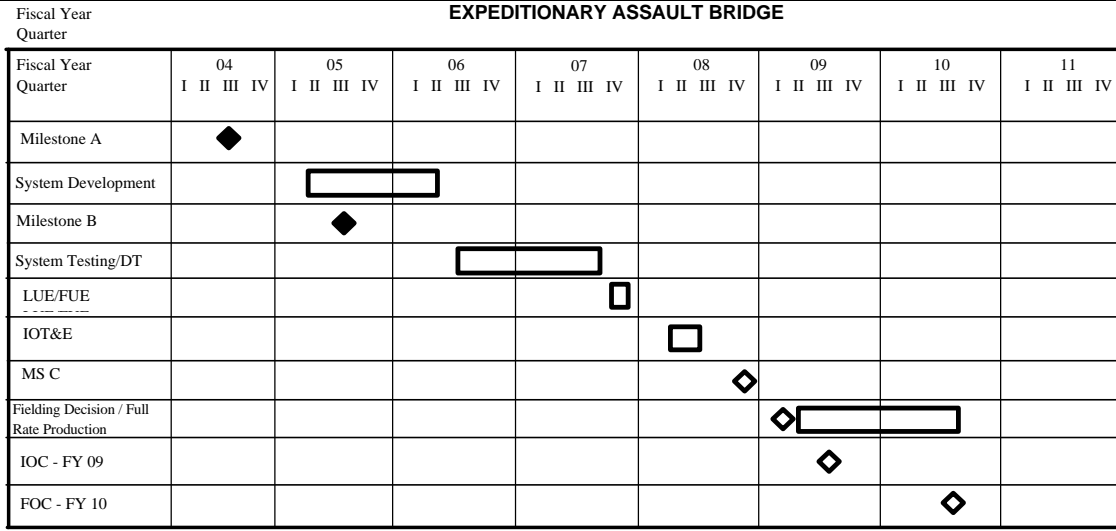 EXPEDITIONARY ASSAULT BRIDGE
Fiscal Year
Quarter
Fiscal Year 04 05 06 07 08 09 10 11
Quarter I II III IV I II III IV I II III IV I II III IV I II III IV I II III IV I II III IV I II III IV
Milestone A
System Development
Milestone B
System Testing/DT
LUE/FUE
IOT&E
MS C
Fielding Decision / Full
Rate Production
IOC - FY 09
FOC - FY 10